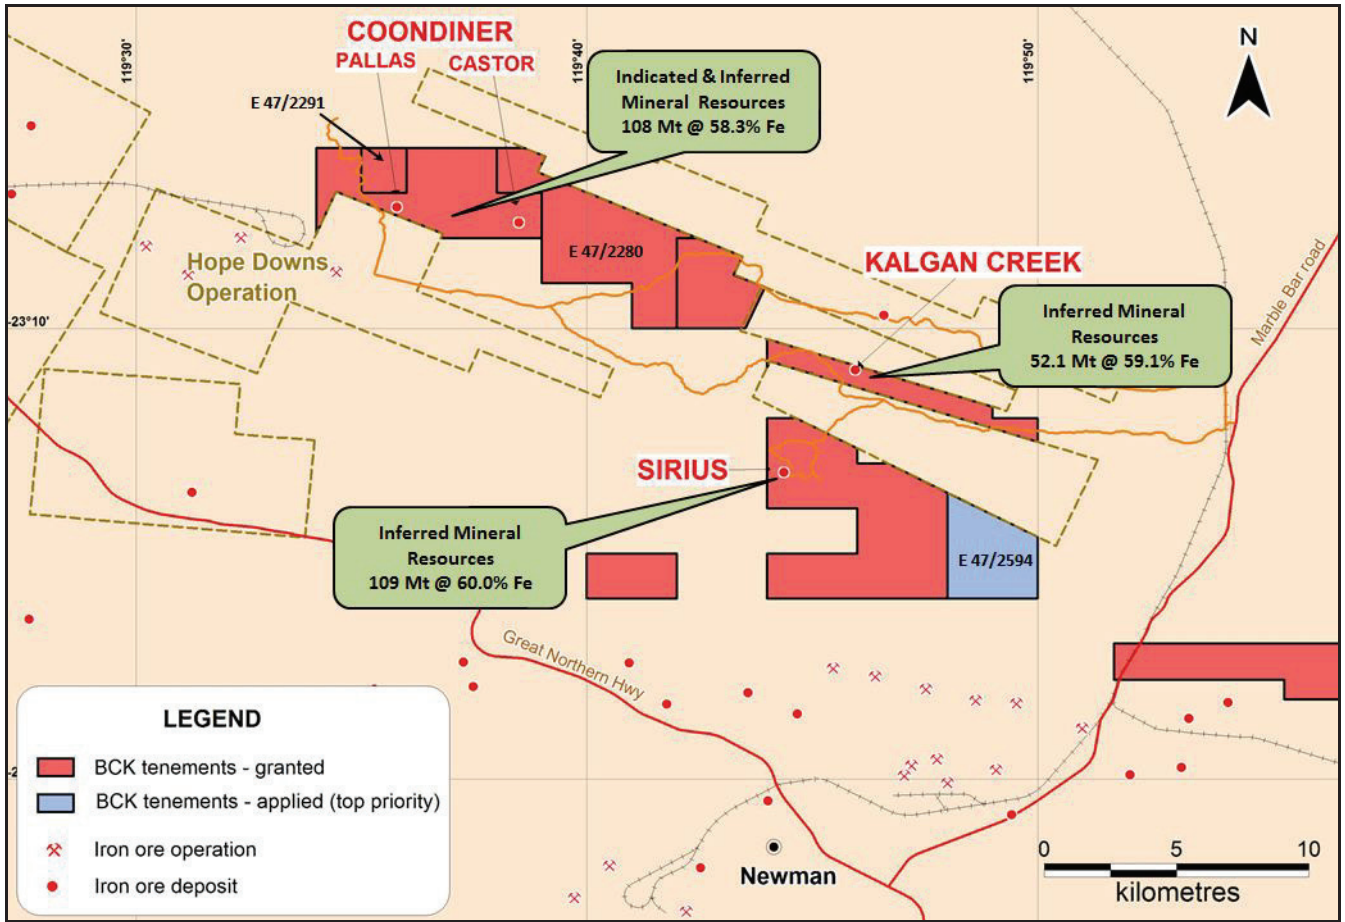 119°30'
119°40'
119°50'
N
COONDINER
PALLAS
CASTOR
E 47/2291
Indicated & Inferred
Mineral Resources
108 Mt @ 58.3% Fe
E 47/2280
Hope Downs
Operation
KALGAN CREEK
Marble Bar road
-23°10'
Inferred Mineral
Resources
52.1 Mt @ 59.1% Fe
SIRIUS
Inferred Mineral
Resources
109 Mt @ 60.0% Fe
E 47/2594
Great Northern Hwy
LEGEND
BCK tenements - granted
BCK tenements - applied (top priority)
Iron ore operation
Iron ore deposit
Newman
0 5 10
kilometres